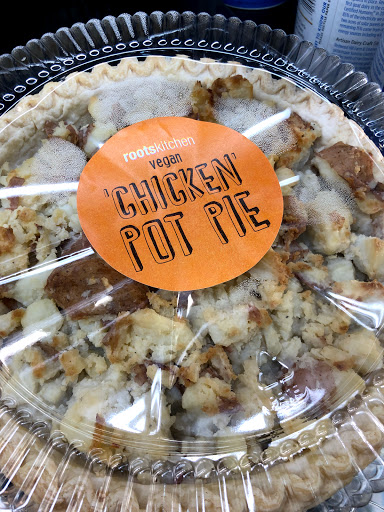 rootskitchen
vegan
'CHICKEN'
POT PIE